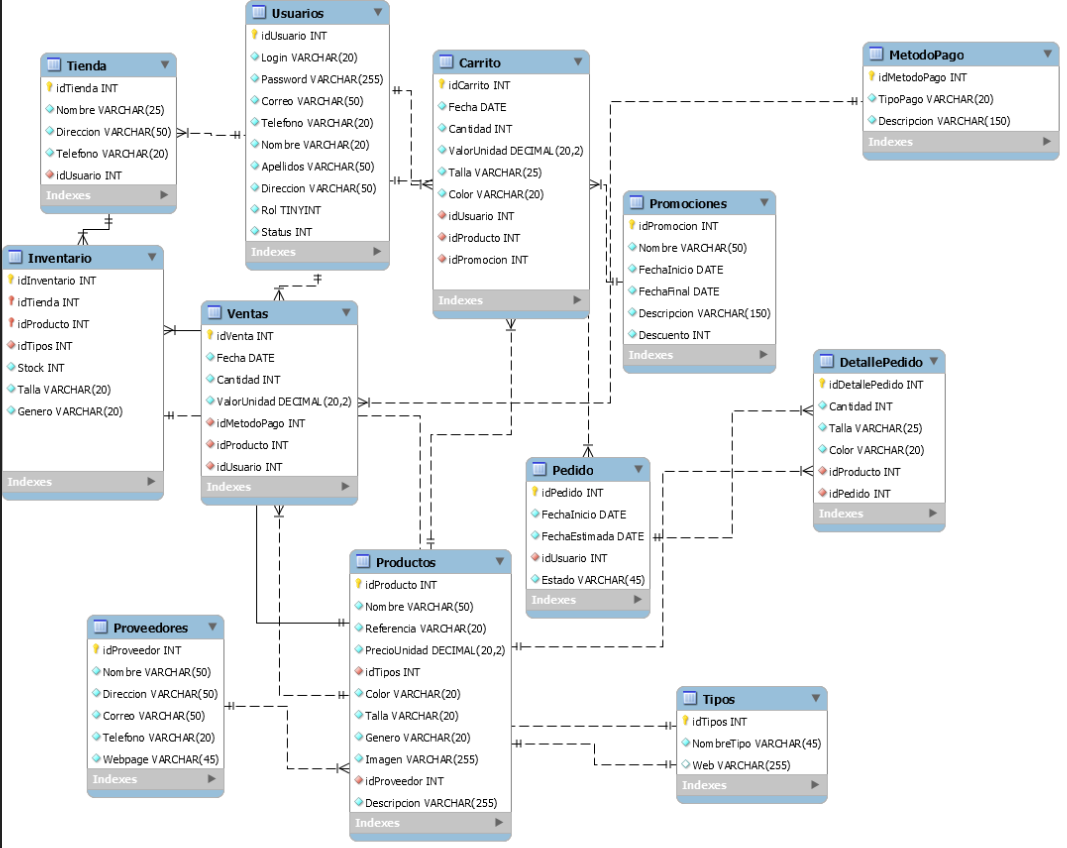 Usuarios
idUsuario INT
Login VARCHAR(20)
Password VARCHAR(255)
Correo VARCHAR(50)
Telefono VARCHAR(20)
Nombre VARCHAR(20)
Apellidos VARCHAR(50)
Direccion VARCHAR(50)
Rol TINYINT
Status INT
Indexes
Tienda
idTienda INT
Nombre VARCHAR(25)
Direccion VARCHAR(50)
Telefono VARCHAR(20)
idUsuario INT
Indexes
Carrito
idCarrito INT
Fecha DATE
Cantidad INT
ValorUnidad DECIMAL(20,2)
Talla VARCHAR(25)
Color VARCHAR(20)
idUsuario INT
idProducto INT
idPromocion INT
Indexes
MetodoPago
idMetodoPago INT
TipoPago VARCHAR(20)
Descripcion VARCHAR(150)
Indexes
Promociones
idPromocion INT
Nombre VARCHAR(50)
FechaInicio DATE
FechaFinal DATE
Descripcion VARCHAR(150)
Descuento INT
Indexes
Inventario
idInventario INT
idTienda INT
idProducto INT
idTipos INT
Stock INT
Talla VARCHAR(20)
Genero VARCHAR(20)
Indexes
Ventas
idVenta INT
Fecha DATE
Cantidad INT
ValorUnidad DECIMAL(20,2)
idMetodoPago INT
idProducto INT
idUsuario INT
Indexes
DetallePedido
idDetallePedido INT
Cantidad INT
Talla VARCHAR(25)
Color VARCHAR(20)
idProducto INT
idPedido INT
Indexes
Pedido
idPedido INT
FechaInicio DATE
FechaEstimada DATE
idUsuario INT
Estado VARCHAR(45)
Indexes
Productos
idProducto INT
Nombre VARCHAR(50)
Referencia VARCHAR(20)
PrecioUnidad DECIMAL(20,2)
idTipos INT
Color VARCHAR(20)
Talla VARCHAR(20)
Genero VARCHAR(20)
Imagen VARCHAR(255)
idProveedor INT
Descripcion VARCHAR(255)
Indexes
Proveedores
idProveedor INT
Nombre VARCHAR(50)
Direccion VARCHAR(50)
Correo VARCHAR(50)
Telefono VARCHAR(20)
Webpage VARCHAR(45)
Indexes
Tipos
idTipos INT
NombreTipo VARCHAR(45)
Web VARCHAR(255)
Indexes